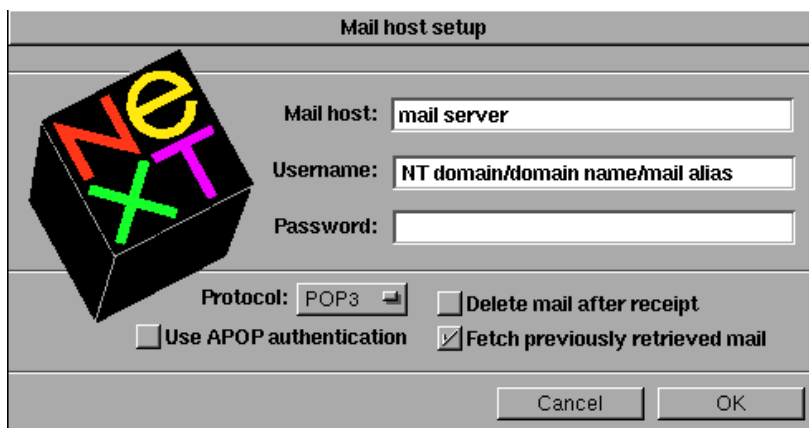 Mail host setup
NeXT
Mail host: mail server
Username: NT domain/domain name/mail alias
Password:
Protocol: POP3
Delete mail after receipt
Use APOP authentication
Fetch previously retrieved mail
Cancel
OK